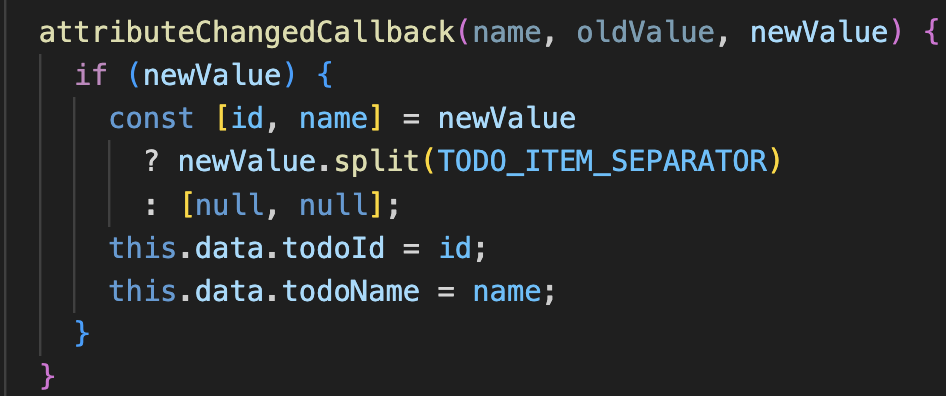 attributeChangedCallback(name, oldValue, newValue) {
if (newValue) {
const [id, name] = newValue
? newValue.split(TODO_ITEM_SEPARATOR)
: [null, null];
this.data.todoId = id;
this.data.todoName = name;
}
}